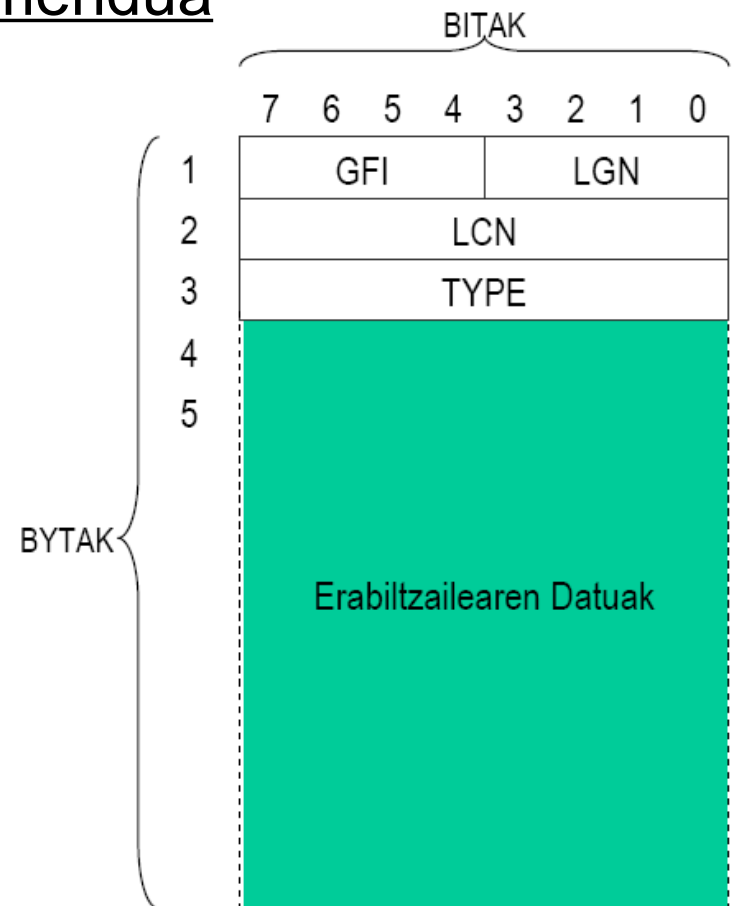 BITAK
7 6 5 4 3 2 1 0
1 GFI LGN
2 LCN
3 TYPE
4
5
BYTAK
Erabiltzailearen Datuak